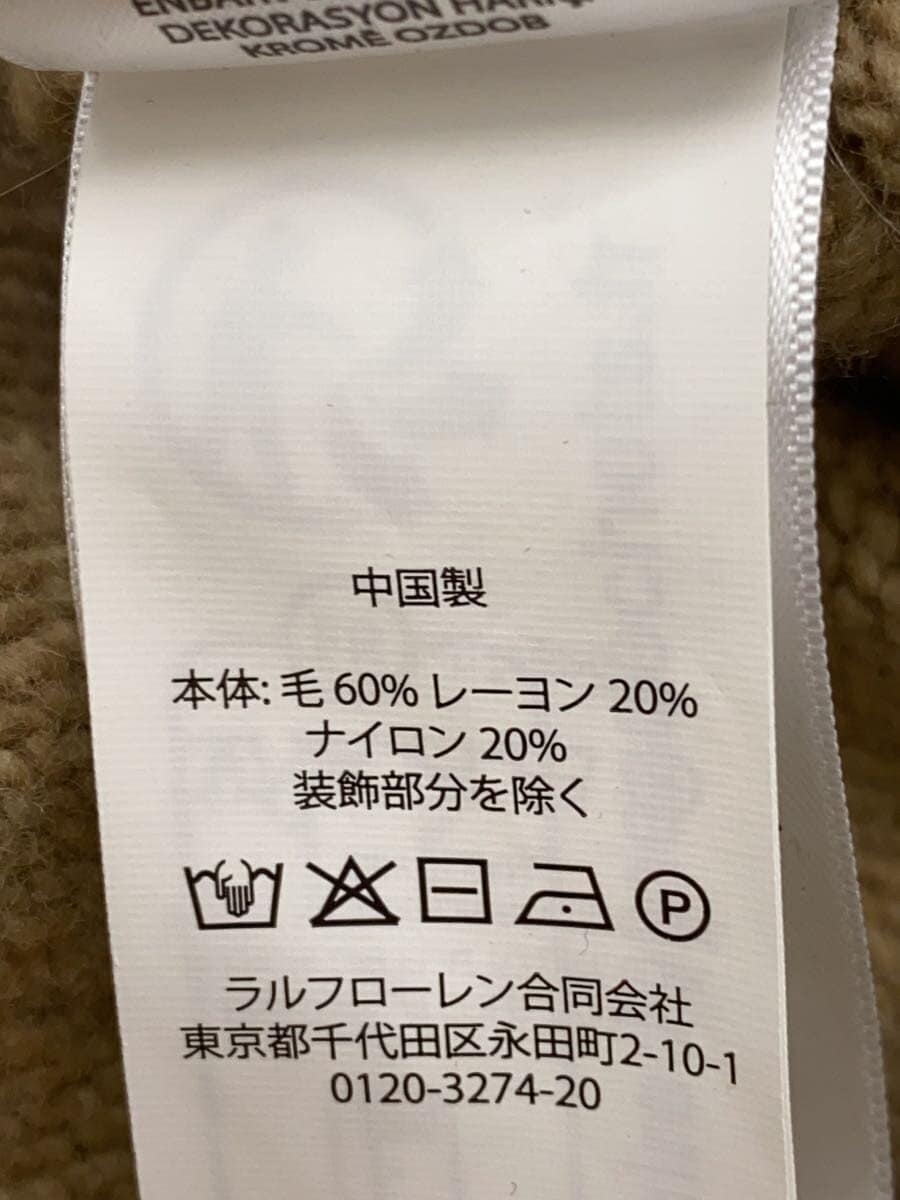 DEKORASYON
KROMĒ OZDOB
中国製
本体: 毛 60% レーヨン 20%
ナイロン 20%
装飾部分を除く
P
ラルフローレン合同会社
東京都千代田区永田町2-10-1
0120-3274-20